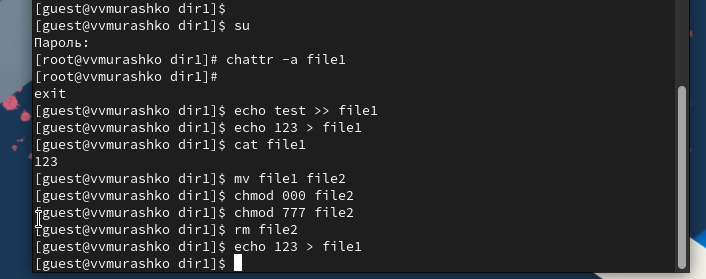 [guest@vvmurashko dir1]$
[guest@vvmurashko dir1]$ su
Пароль:
[root@vvmurashko dir1]# chattr -a file1
[root@vvmurashko dir1]#
exit
[guest@vvmurashko dir1]$ echo test >> file1
[guest@vvmurashko dir1]$ echo 123 > file1
[guest@vvmurashko dir1]$ cat file1
123
[guest@vvmurashko dir1]$ mv file1 file2
[guest@vvmurashko dir1]$ chmod 000 file2
[guest@vvmurashko dir1]$ chmod 777 file2
[guest@vvmurashko dir1]$ rm file2
[guest@vvmurashko dir1]$ echo 123 > file1
[guest@vvmurashko dir1]$